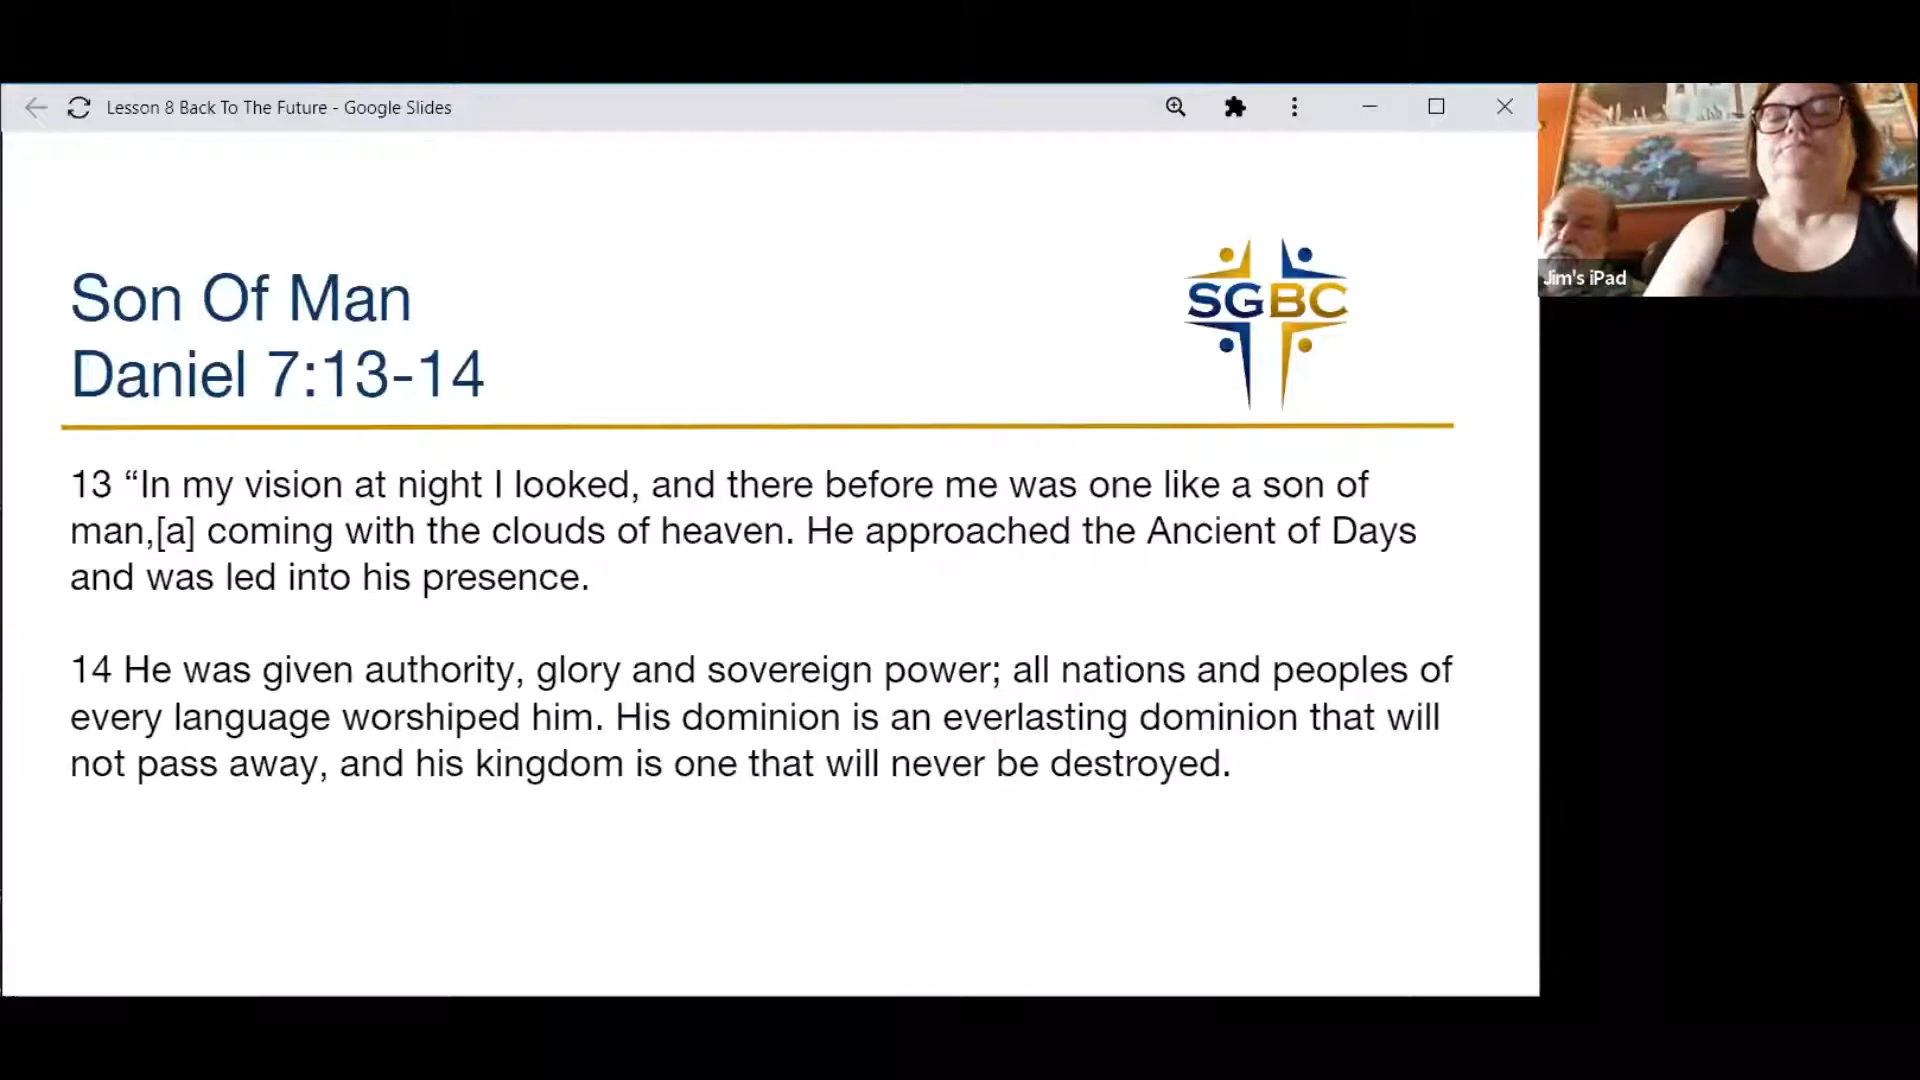 Lesson 8 Back To The Future - Google Slides
Son Of Man
Daniel 7:13-14
SGBC
13 “In my vision at night I looked, and there before me was one like a son of
man,[a] coming with the clouds of heaven. He approached the Ancient of Days
and was led into his presence.
14 He was given authority, glory and sovereign power; all nations and peoples of
every language worshiped him. His dominion is an everlasting dominion that will
not pass away, and his kingdom is one that will never be destroyed.
Jim's iPad